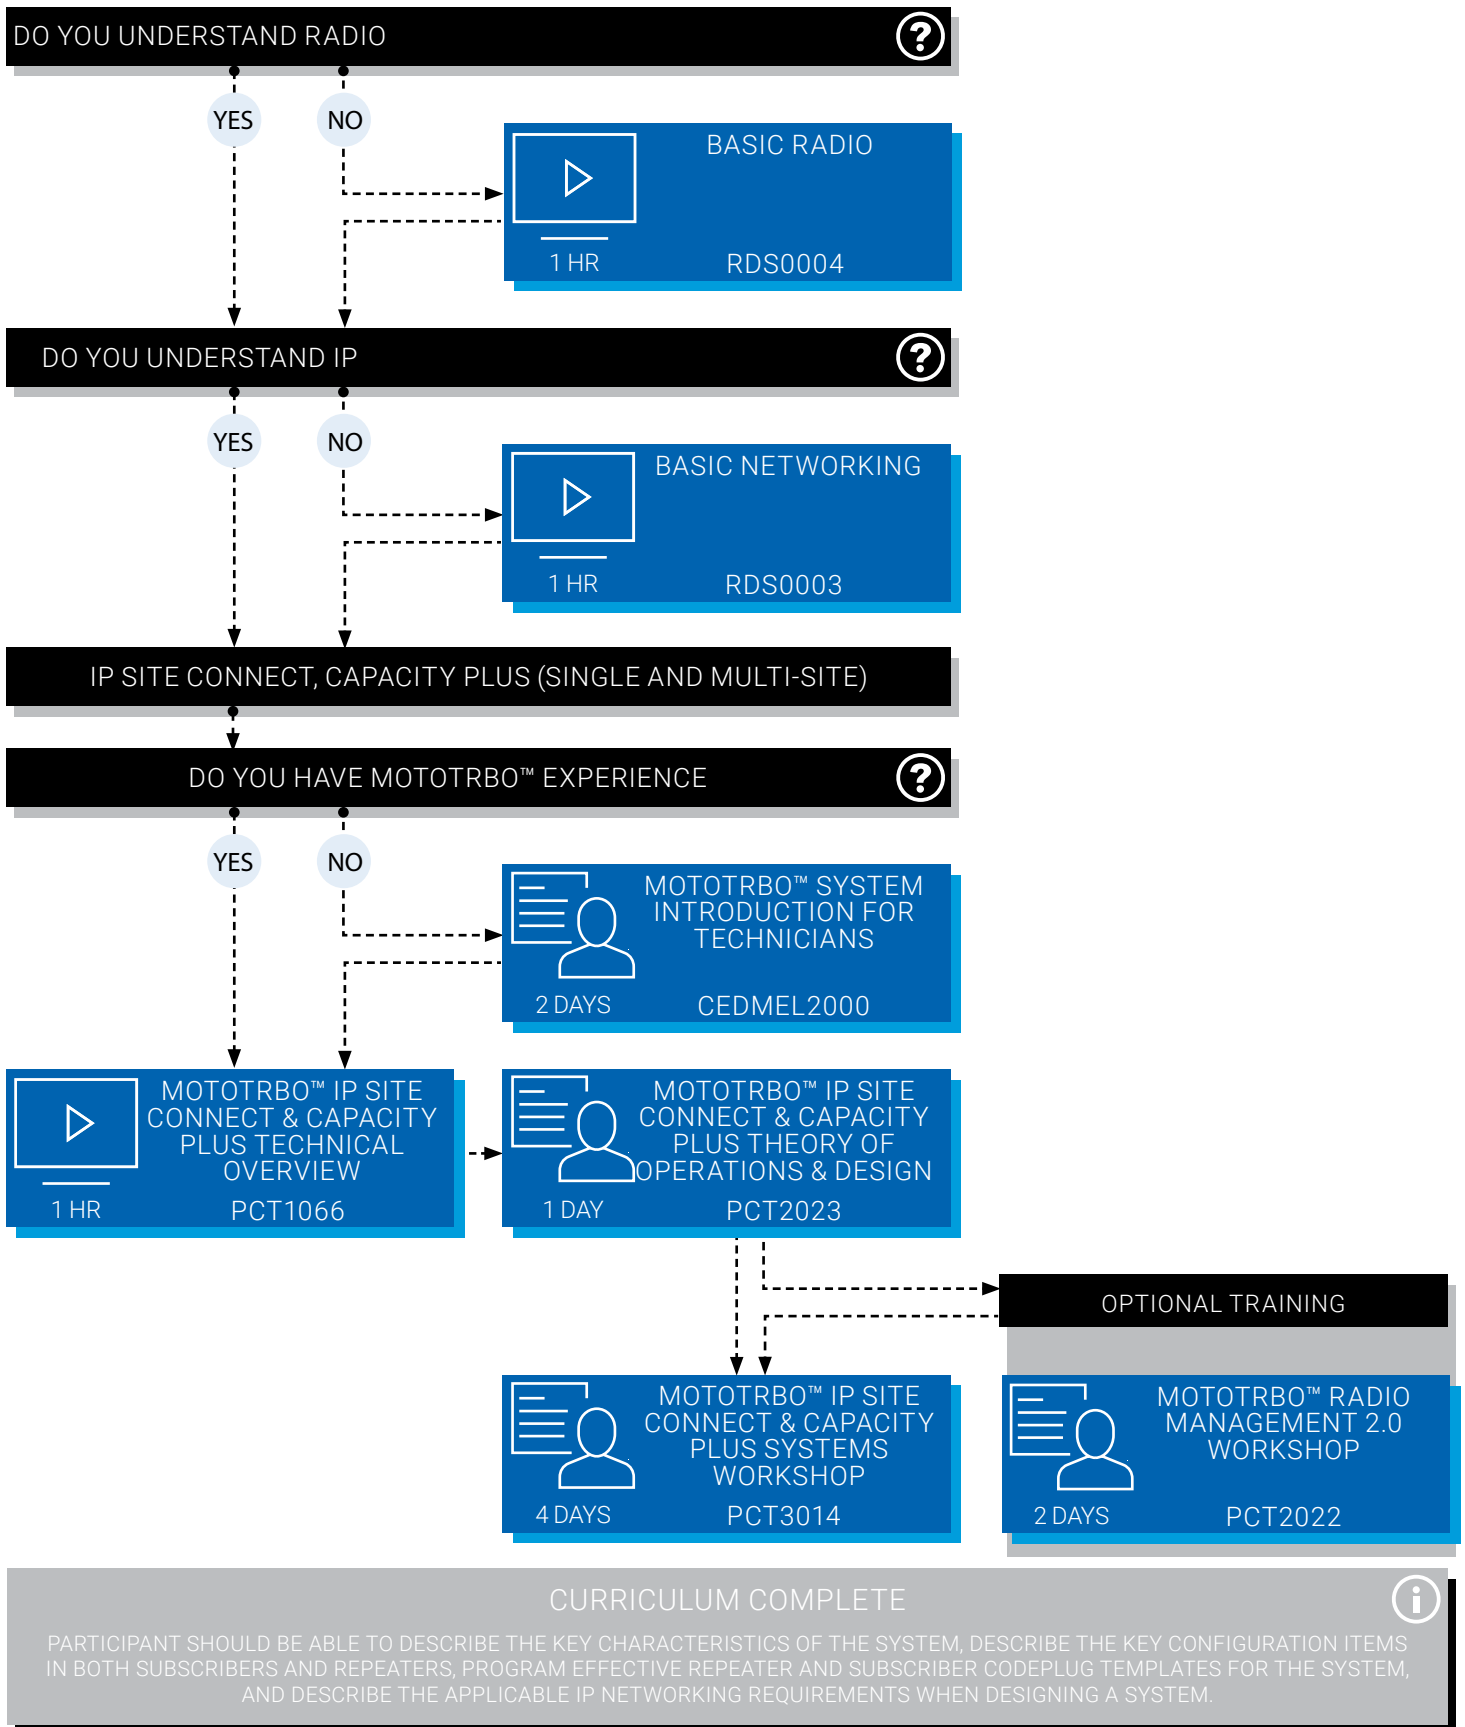 DO YOU UNDERSTAND RADIO
?
YES
NO
BASIC RADIO
1 HR
RDS0004
DO YOU UNDERSTAND IP
?
YES
NO
BASIC NETWORKING
1 HR
RDS0003
IP SITE CONNECT, CAPACITY PLUS (SINGLE AND MULTI-SITE)
DO YOU HAVE MOTOTRBO™ EXPERIENCE
?
YES
NO
MOTOTRBO™ SYSTEM
INTRODUCTION FOR
TECHNICIANS
2 DAYS
CEDMEL2000
MOTOTRBO™ IP SITE
CONNECT & CAPACITY
PLUS TECHNICAL
OVERVIEW
1 HR
PCT1066
MOTOTRBO™ IP SITE
CONNECT & CAPACITY
PLUS THEORY OF
OPERATIONS & DESIGN
1 DAY
PCT2023
OPTIONAL TRAINING
MOTOTRBO™ IP SITE
CONNECT & CAPACITY
PLUS SYSTEMS
WORKSHOP
4 DAYS
PCT3014
MOTOTRBO™ RADIO
MANAGEMENT 2.0
WORKSHOP
2 DAYS
PCT2022
CURRICULUM COMPLETE
i
PARTICIPANT SHOULD BE ABLE TO DESCRIBE THE KEY CHARACTERISTICS OF THE SYSTEM, DESCRIBE THE KEY CONFIGURATION ITEMS
IN BOTH SUBSCRIBERS AND REPEATERS, PROGRAM EFFECTIVE REPEATER AND SUBSCRIBER CODEPLUG TEMPLATES FOR THE SYSTEM,
AND DESCRIBE THE APPLICABLE IP NETWORKING REQUIREMENTS WHEN DESIGNING A SYSTEM.